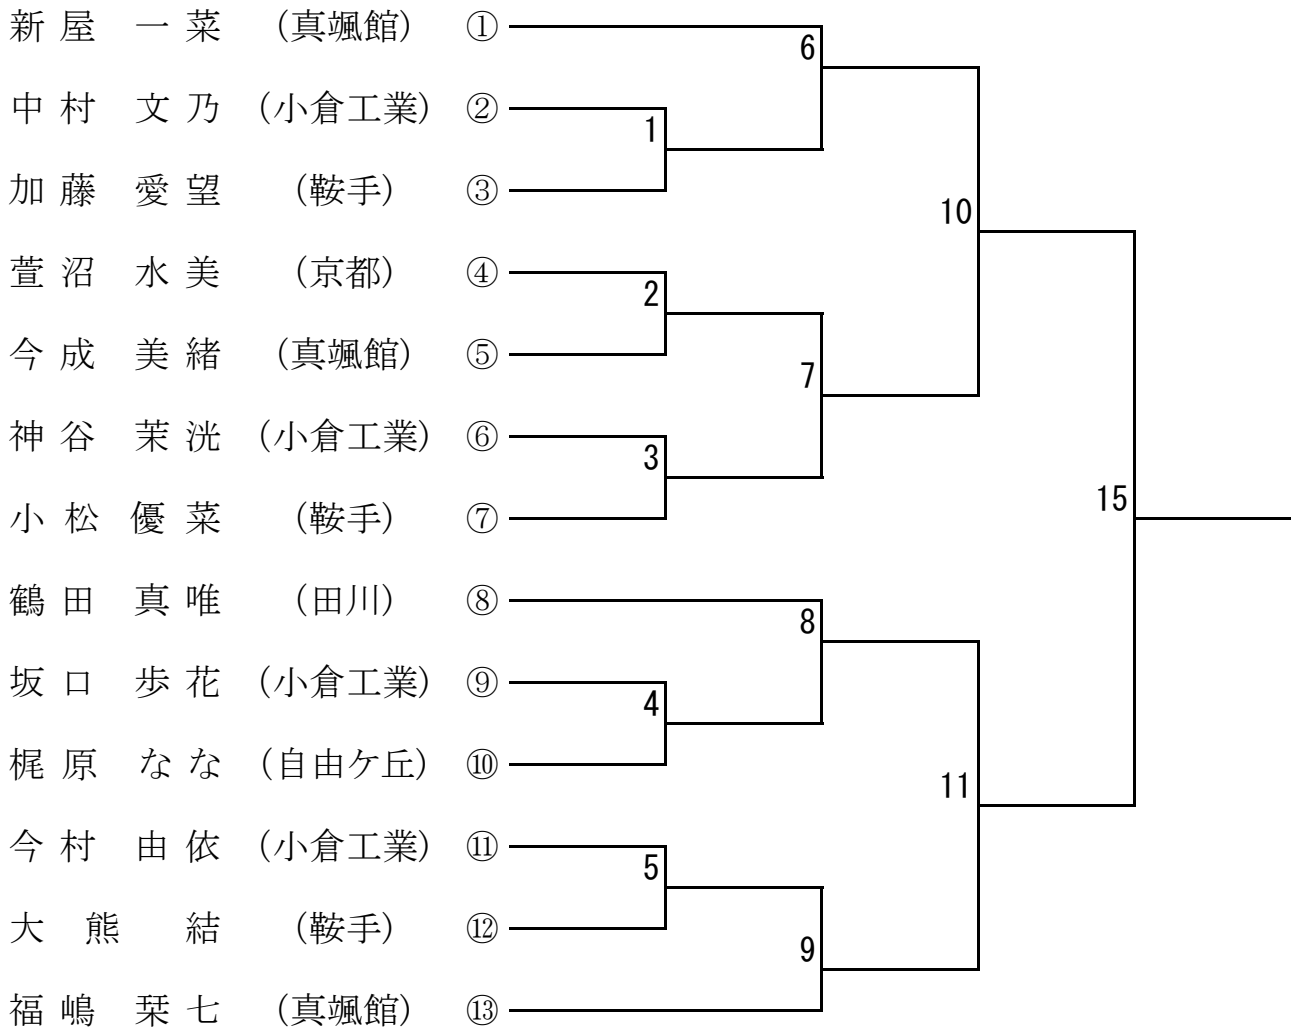 新屋 一菜 (真颯館) ①
6
中村 文乃 (小倉工業) ②
1
加藤 愛望 (鞍手) ③
10
萱沼 水美 (京都) ④
2
今成 美緒 (真颯館) ⑤
7
神谷 茉洸 (小倉工業) ⑥
3
小松 優菜 (鞍手) ⑦
15
鶴田 真唯 (田川) ⑧
8
坂口 歩花 (小倉工業) ⑨
4
梶原 なな (自由ケ丘) ⑩
11
今村 由依 (小倉工業) ⑪
5
大熊 結 (鞍手) ⑫
9
福嶋 栞七 (真颯館) ⑬